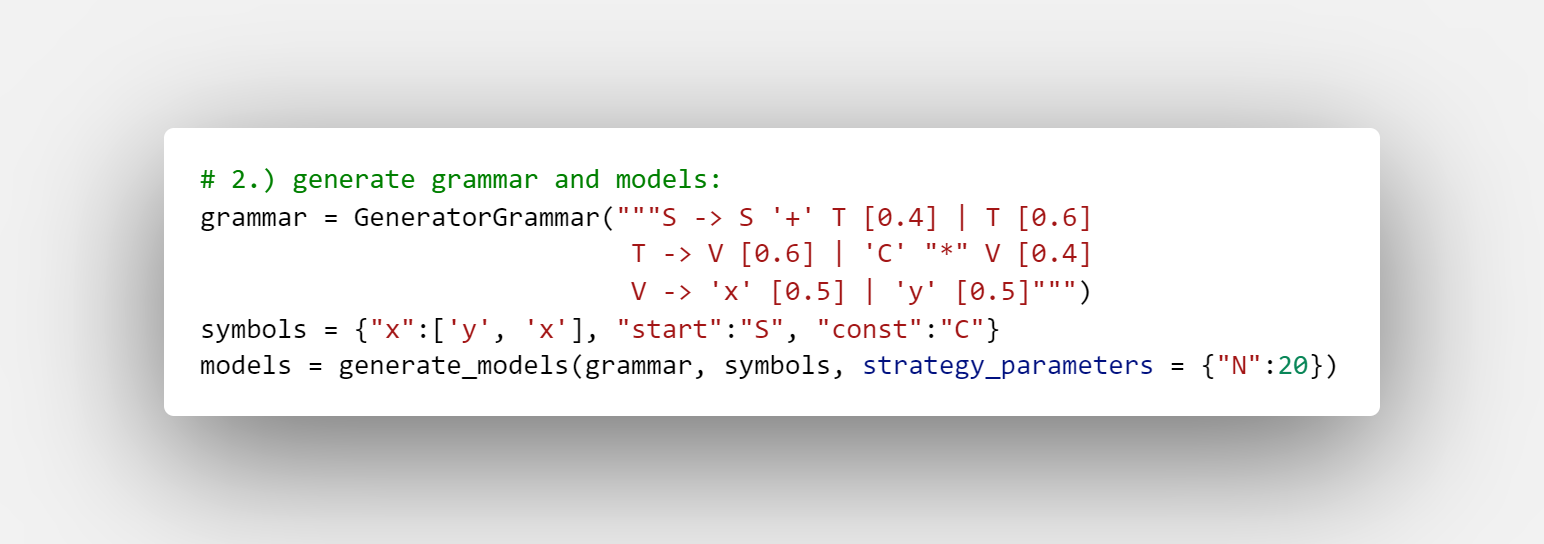 # 2.) generate grammar and models:
grammar = GeneratorGrammar("""S -> S '+' T [0.4] | T [0.6]
                            T -> V [0.6] | 'C' "*" V [0.4]
                            V -> 'x' [0.5] | 'y' [0.5]""")
symbols = {"x":['y', 'x'], "start":"S", "const":"C"}
models = generate_models(grammar, symbols, strategy_parameters = {"N":20})